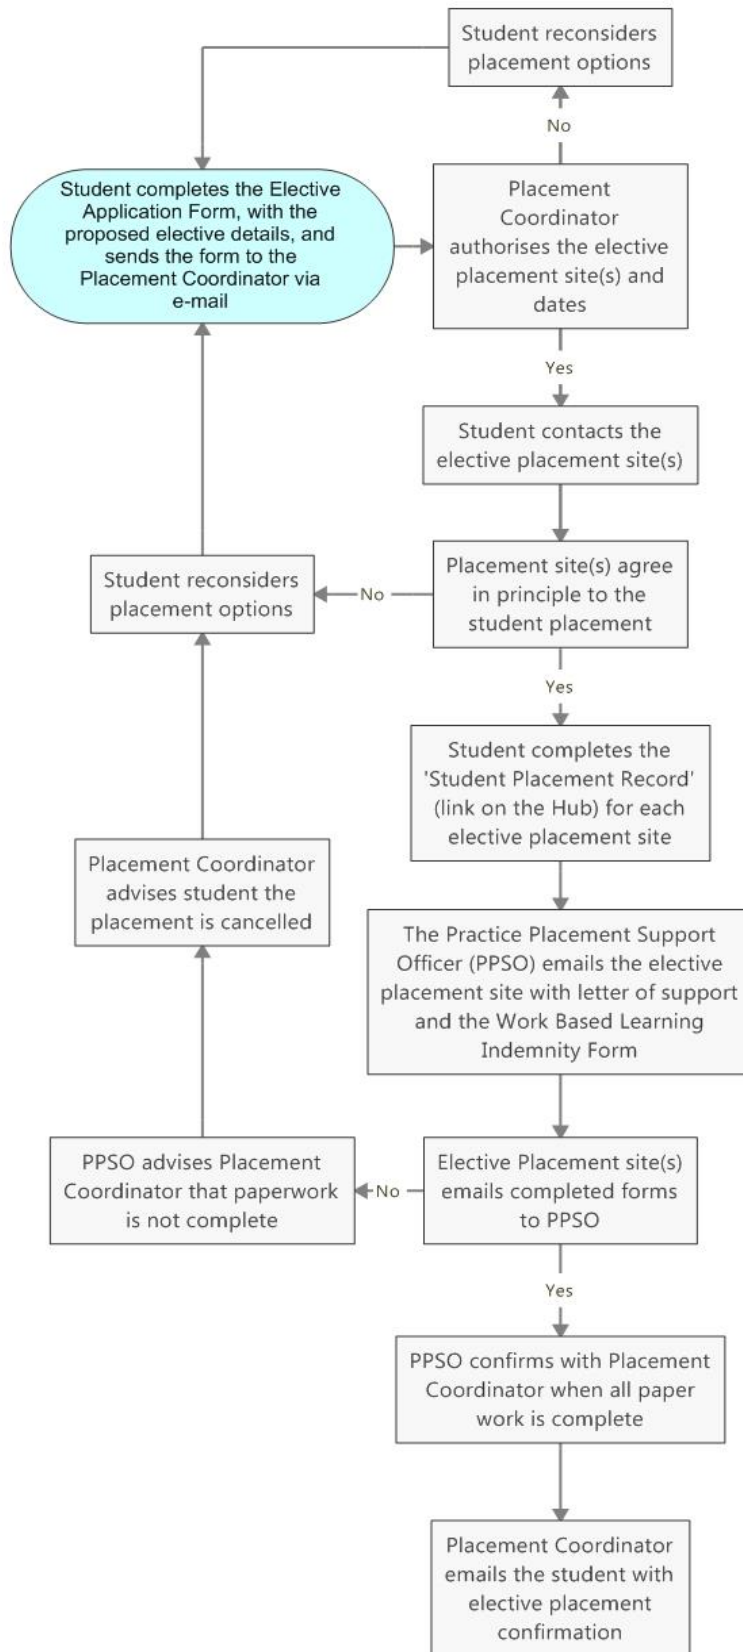 Student reconsiders
placement options
No
Student completes the Elective
Application Form, with the
proposed elective details, and
sends the form to the
Placement Coordinator via
e-mail
Placement
Coordinator
authorises the elective
placement site(s) and
dates
Yes
Student contacts the
elective placement site(s)
Placement site(s) agree
in principle to the
student placement
No
Student reconsiders
placement options
Yes
Student completes the
'Student Placement Record'
(link on the Hub) for each
elective placement site
Placement Coordinator
advises student the
placement is cancelled
The Practice Placement Support
Officer (PPSO) emails the elective
placement site with letter of support
and the Work Based Learning
Indemnity Form
Elective Placement site(s)
emails completed forms
to PPSO
No
PPSO advises Placement
Coordinator that paperwork
is not complete
Yes
PPSO confirms with Placement
Coordinator when all paper
work is complete
Placement Coordinator
emails the student with
elective placement
confirmation